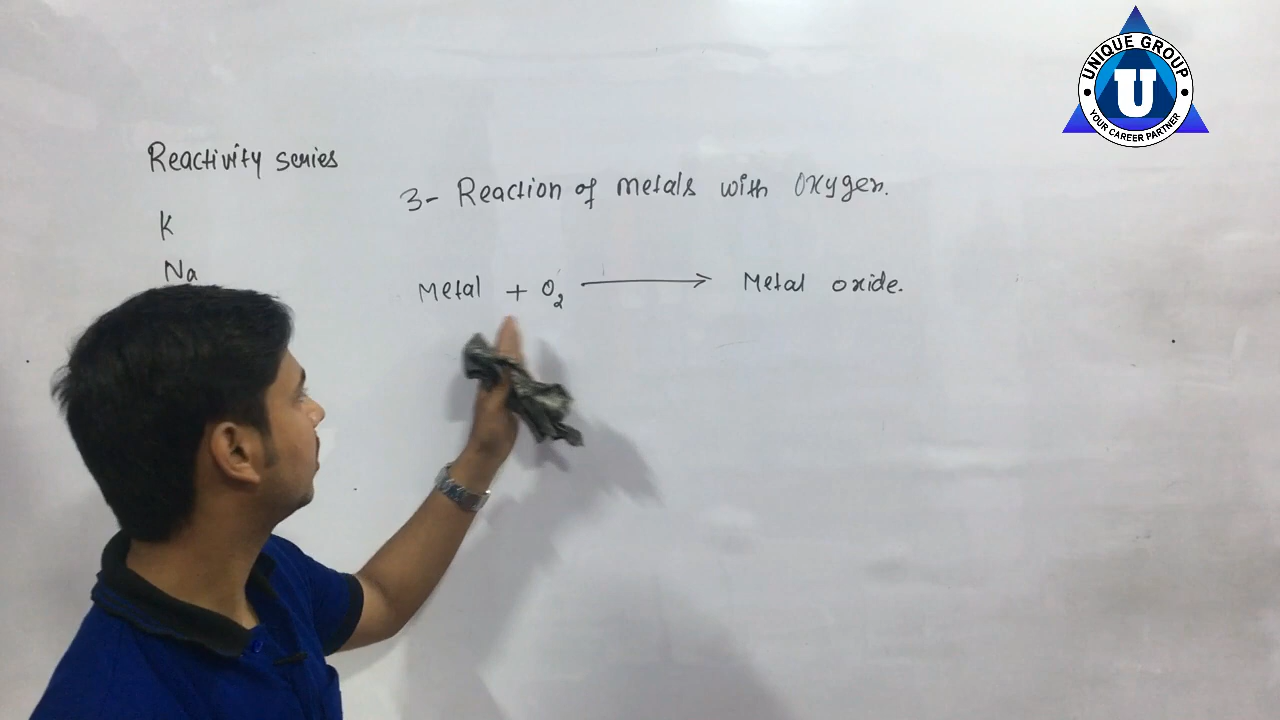 Reactivity series
K
Na
3- Reaction of metals with Oxygen.
Metal + O₂ ⟶ Metal oxide.
UNIQUE GROUP
U
YOUR CAREER PARTNER